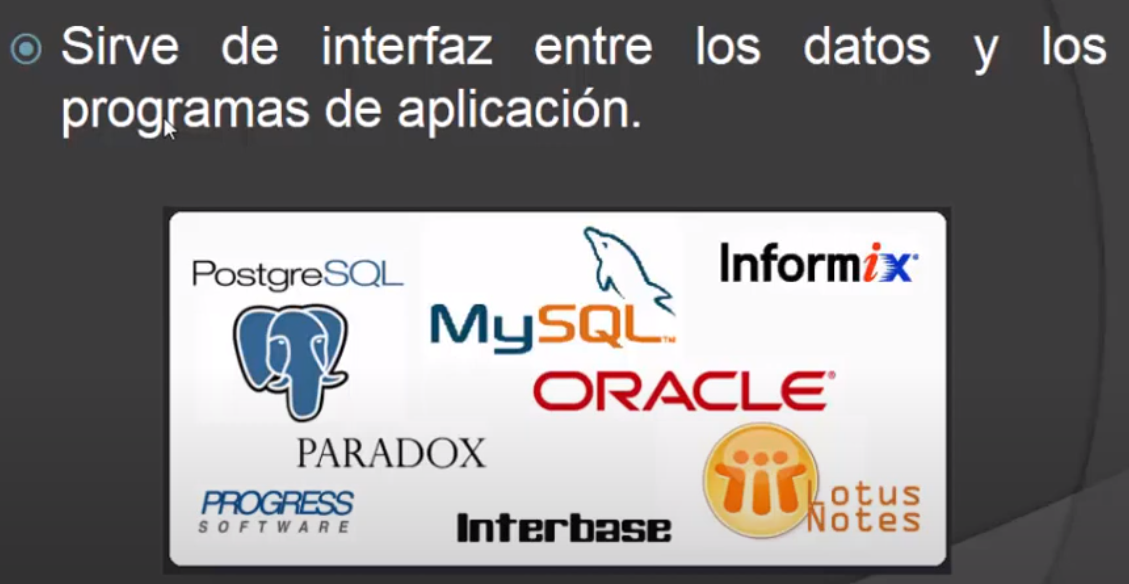 Sirve de interfaz entre los datos y los
programas de aplicación.
PostgreSQL
MySQL™
Informix
ORACLE®
PARADOX
PROGRESS
SOFTWARE
Interbase
Lotus
Notes